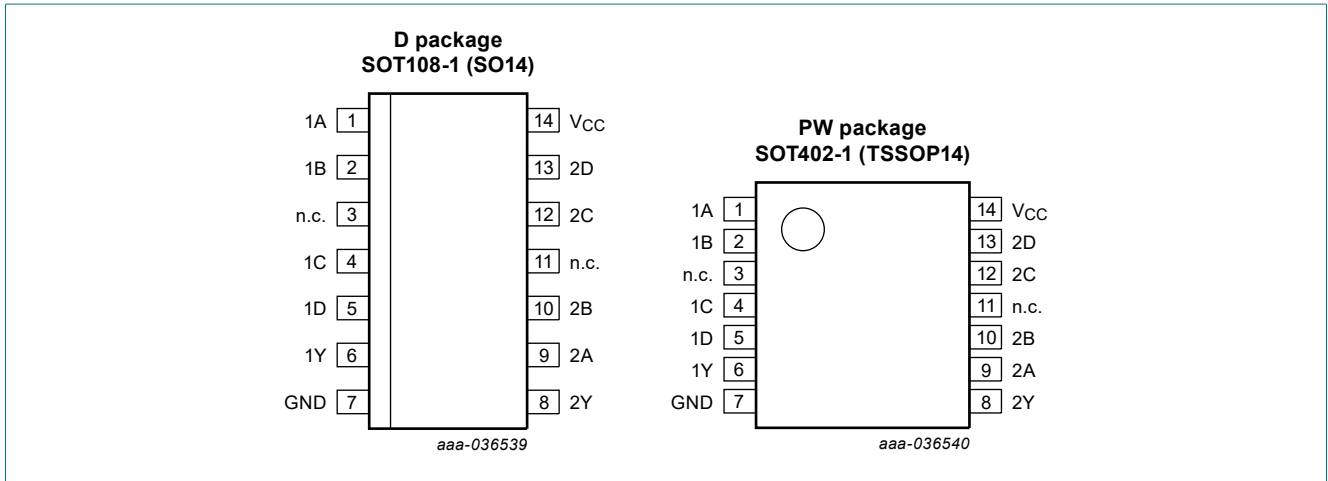 D package
SOT108-1 (SO14)
1A 1 14 VCC
1B 2 13 2D
n.c. 3 12 2C
1C 4 11 n.c.
1D 5 10 2B
1Y 6 9 2A
GND 7 8 2Y
aaa-036539
PW package
SOT402-1 (TSSOP14)
1A 1 14 VCC
1B 2 13 2D
n.c. 3 12 2C
1C 4 11 n.c.
1D 5 10 2B
1Y 6 9 2A
GND 7 8 2Y
aaa-036540